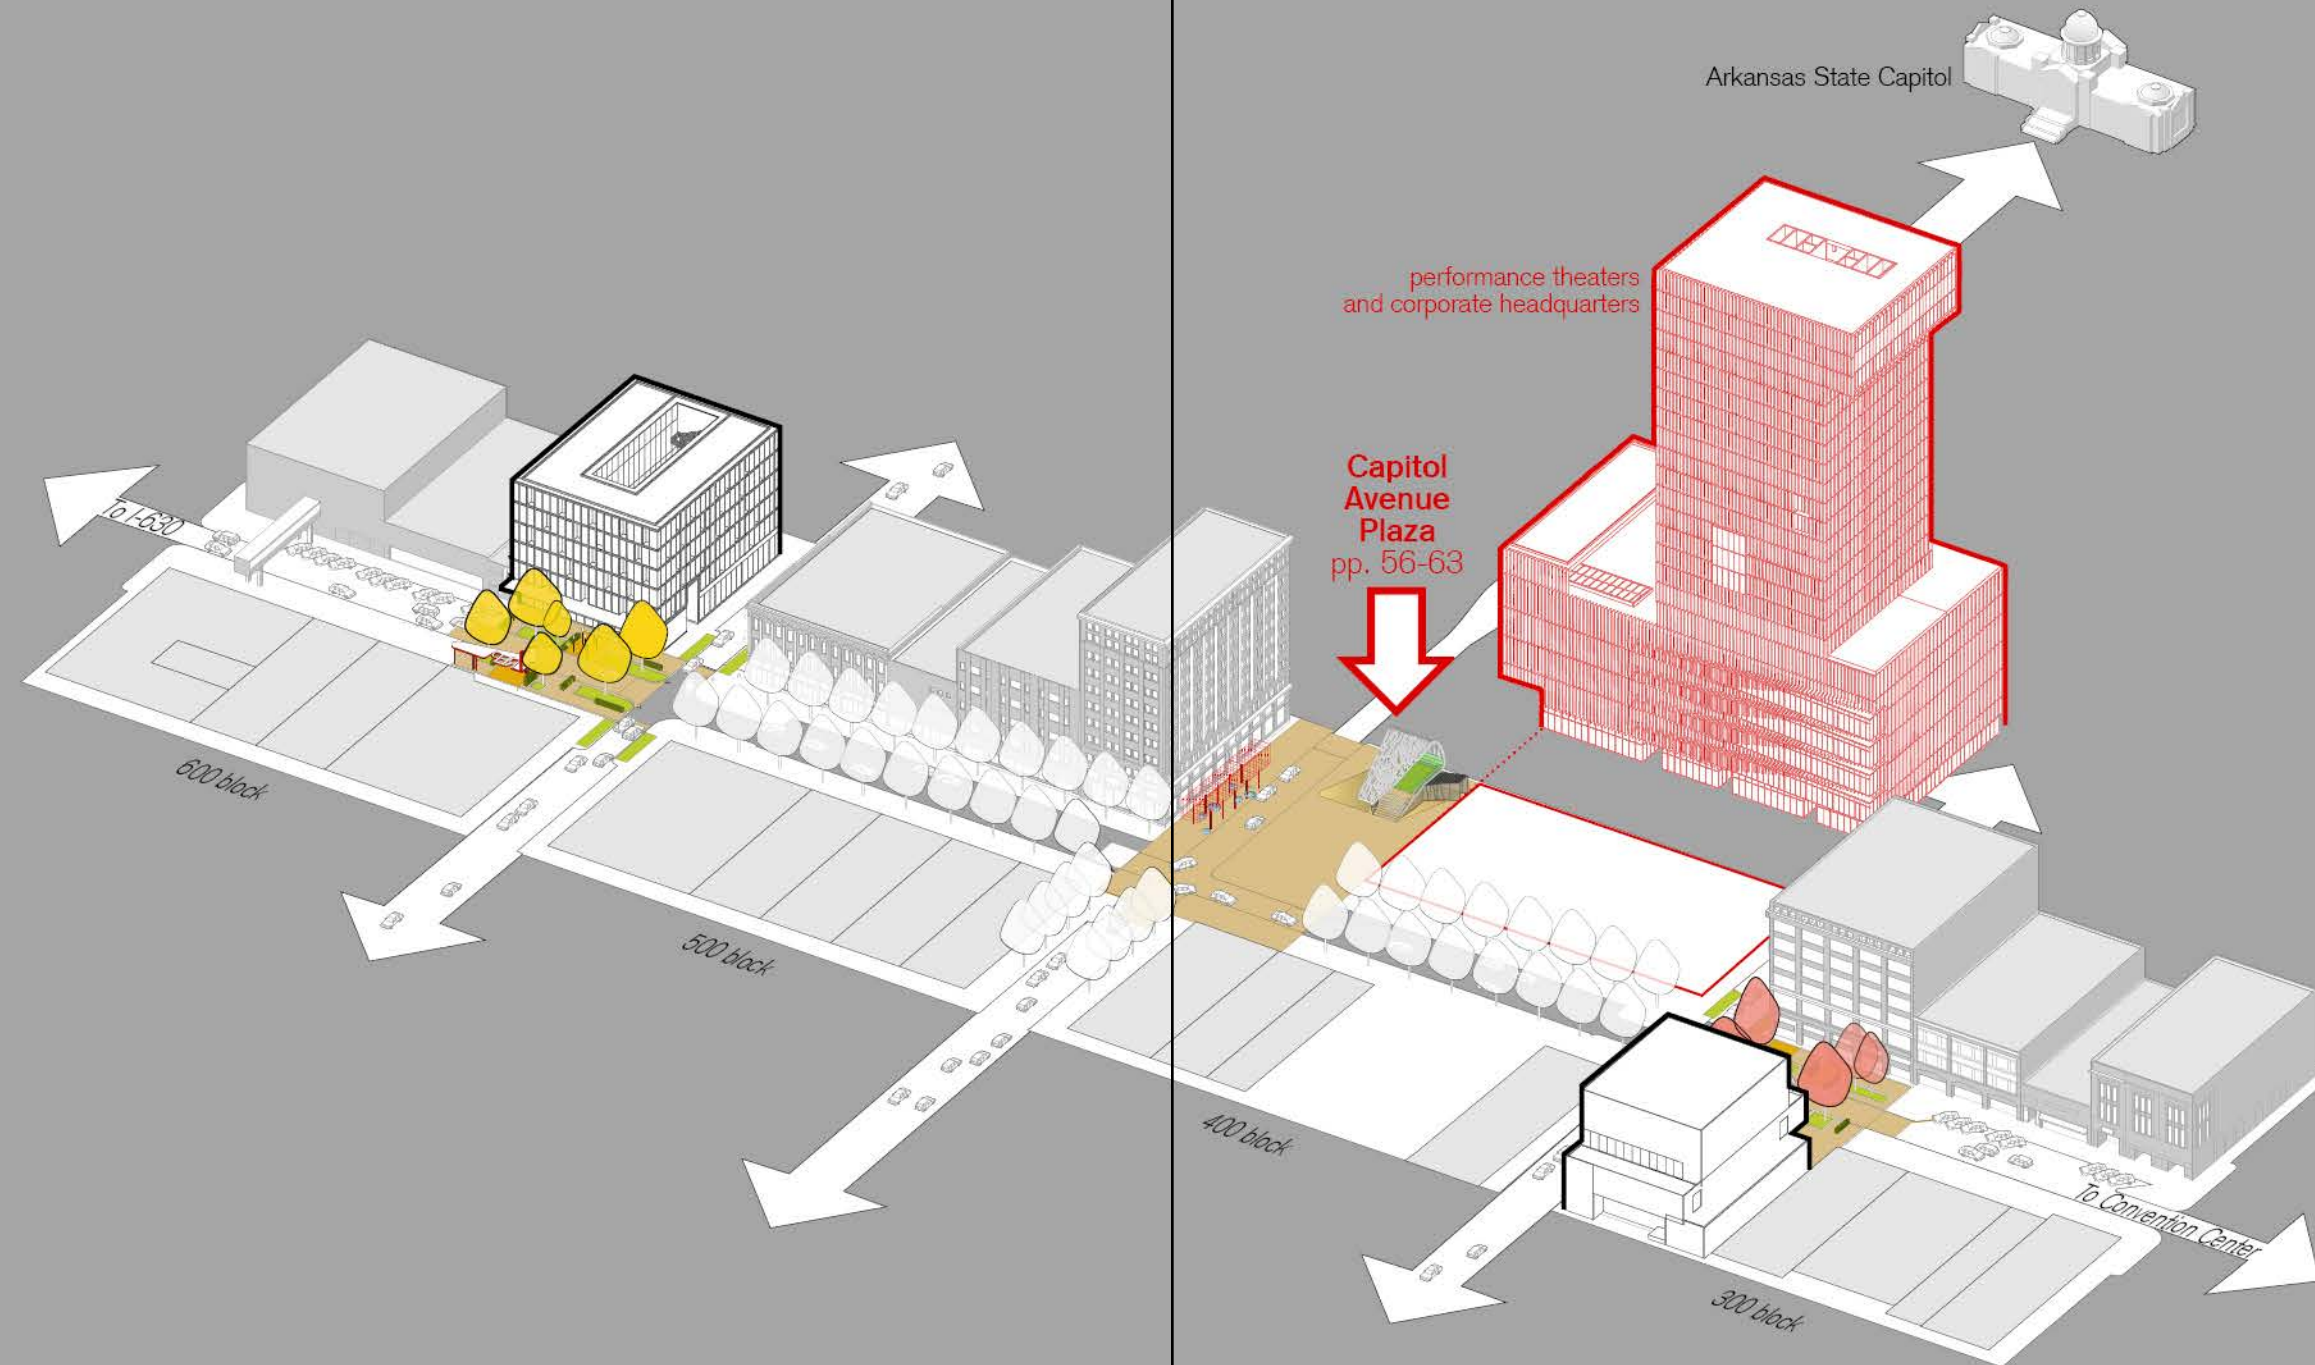 Arkansas State Capitol
performance theaters
and corporate headquarters
Capitol
Avenue
Plaza
pp. 56-63
To I-630
600 block
500 block
400 block
To Convention Center
300 block